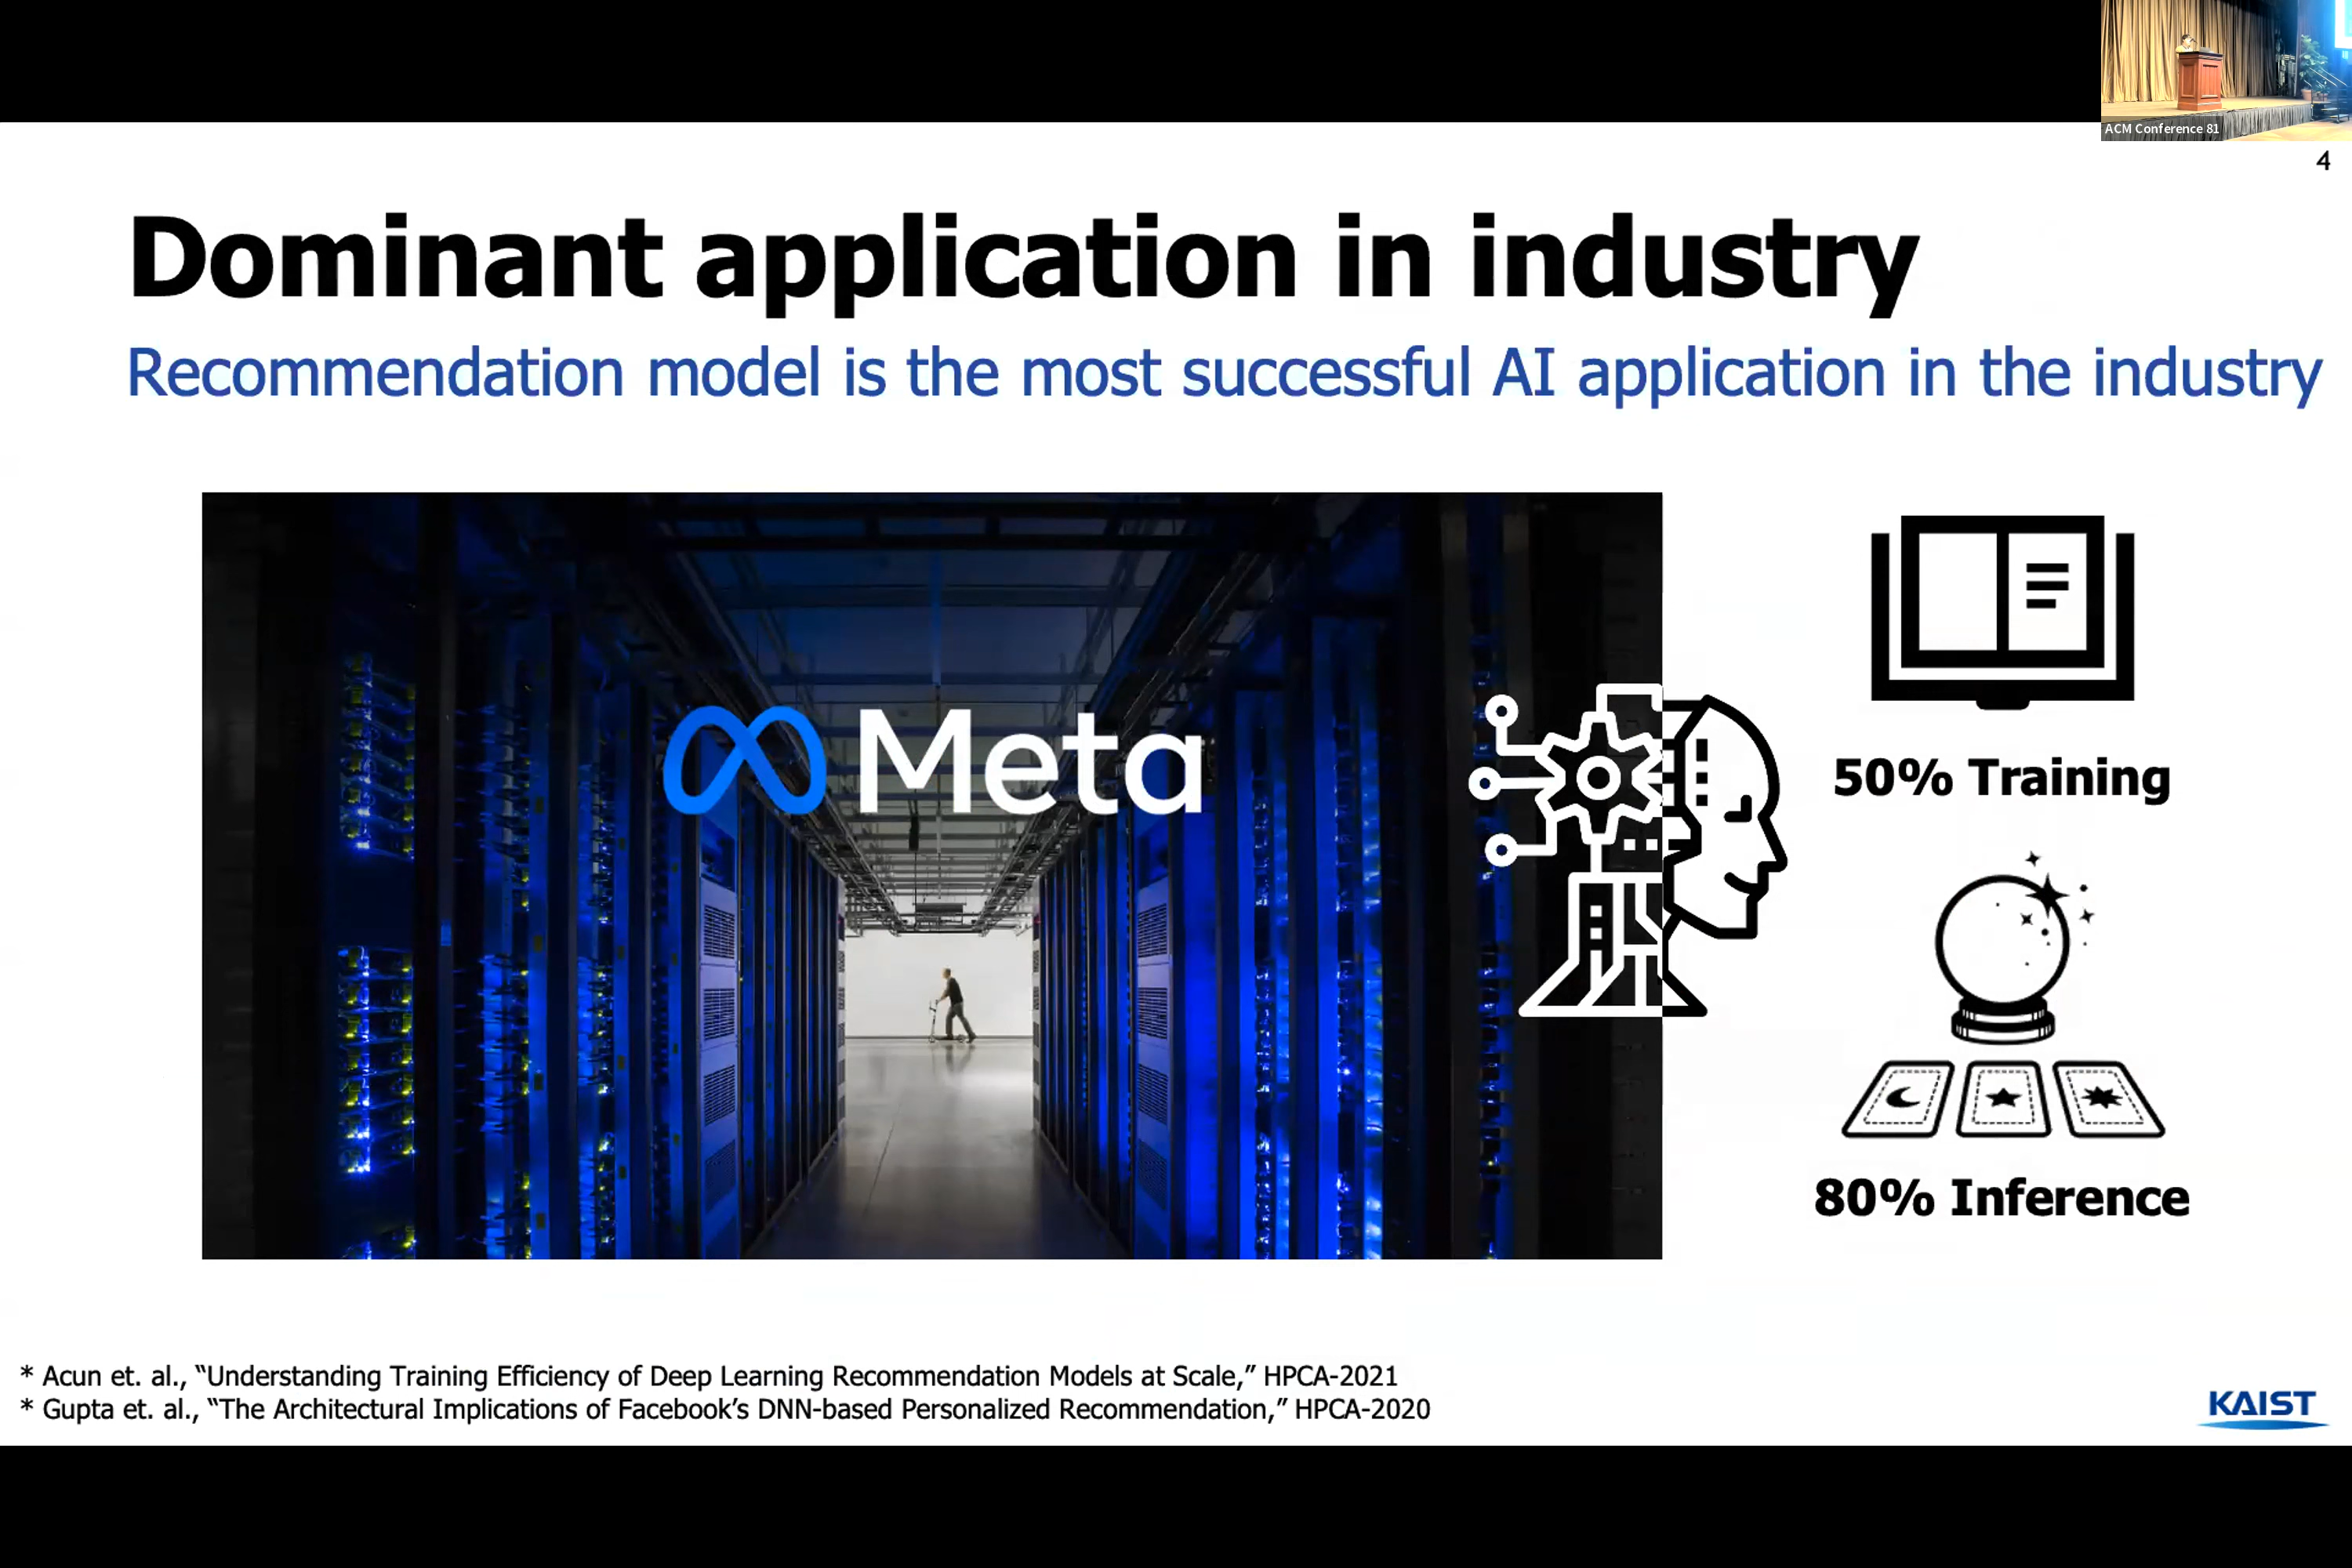 ACM Conference 81
4
Dominant application in industry
Recommendation model is the most successful AI application in the industry
Meta
50% Training
80% Inference
* Acun et. al., “Understanding Training Efficiency of Deep Learning Recommendation Models at Scale,” HPCA-2021
* Gupta et. al., “The Architectural Implications of Facebook’s DNN-based Personalized Recommendation,” HPCA-2020
KAIST